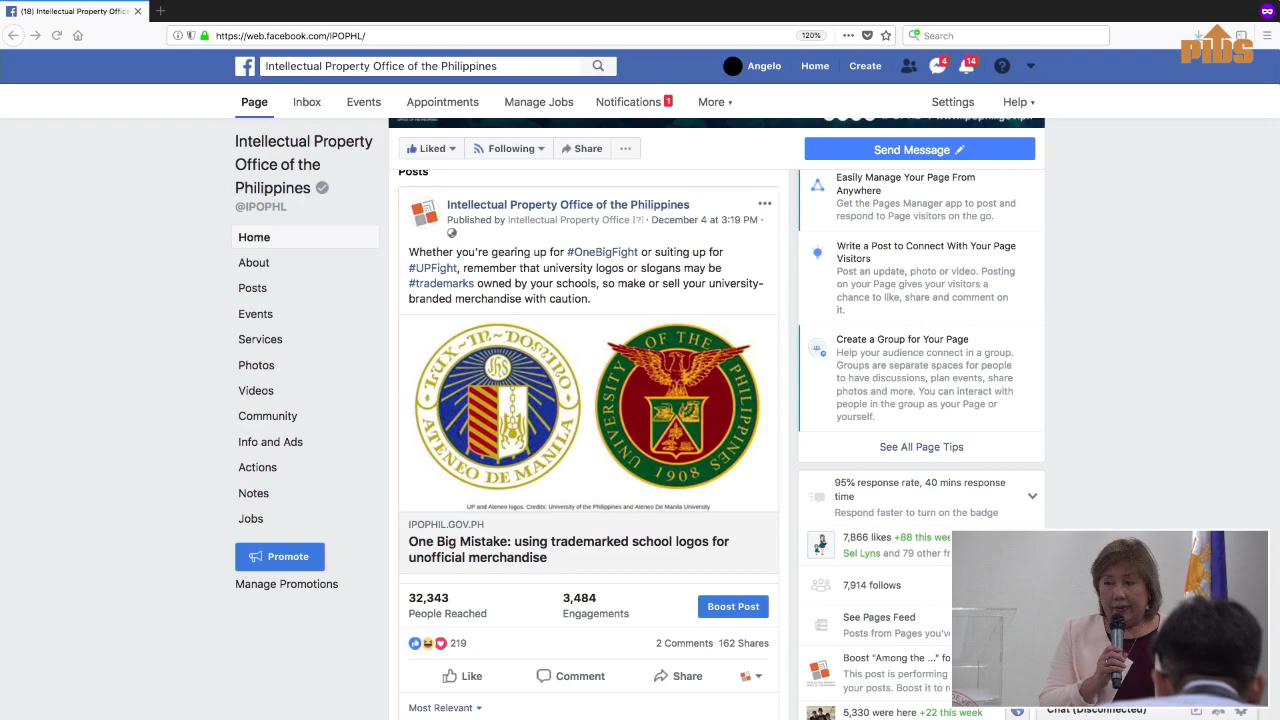 (18) Intellectual Property Office
https://web.facebook.com/IPOPHL/
120%
Search
PIDS
Intellectual Property Office of the Philippines
Angelo
Home
Create
4
14
Page
Inbox
Events
Appointments
Manage Jobs
Notifications 1
More
Settings
Help
Intellectual Property
Office of the
Philippines
@IPOPHL
Home
About
Posts
Events
Services
Photos
Videos
Community
Info and Ads
Actions
Notes
Jobs
Promote
Manage Promotions
Liked
Following
Share
Send Message
Posts
Intellectual Property Office of the Philippines
Published by Intellectual Property Office [?] · December 4 at 3:19 PM ·
Whether you're gearing up for #OneBigFight or suiting up for
#UPFight, remember that university logos or slogans may be
#trademarks owned by your schools, so make or sell your university-
branded merchandise with caution.
LUX-IN-DOMINO
IHS
ATENEO DE MANILA
UNIVERSITY OF THE PHILIPPINES
1908
UP and Ateneo logos. Credits: University of the Philippines and Ateneo De Manila University
IPOPHIL.GOV.PH
One Big Mistake: using trademarked school logos for
unofficial merchandise
32,343
People Reached
3,484
Engagements
Boost Post
219
2 Comments 162 Shares
Like
Comment
Share
Most Relevant
Easily Manage Your Page From
Anywhere
Get the Pages Manager app to post and
respond to Page visitors on the go.
Write a Post to Connect With Your Page
Visitors
Post an update, photo or video. Posting
on your Page gives your visitors a
chance to like, share and comment on
it.
Create a Group for Your Page
Help your audience connect in a group.
Groups are separate spaces for people
to have discussions, plan events, share
photos and more. You can interact with
people in the group as your Page or
yourself.
See All Page Tips
95% response rate, 40 mins response
time
Respond faster to turn on the badge
7,866 likes +88 this wee
Sel Lyns and 79 other fr
7,914 follows
See Pages Feed
Posts from Pages you'v
Boost "Among the ..." fo
This post is performing
your posts. Boost it to r
5,330 were here +22 this week
Chat (Disconnected)